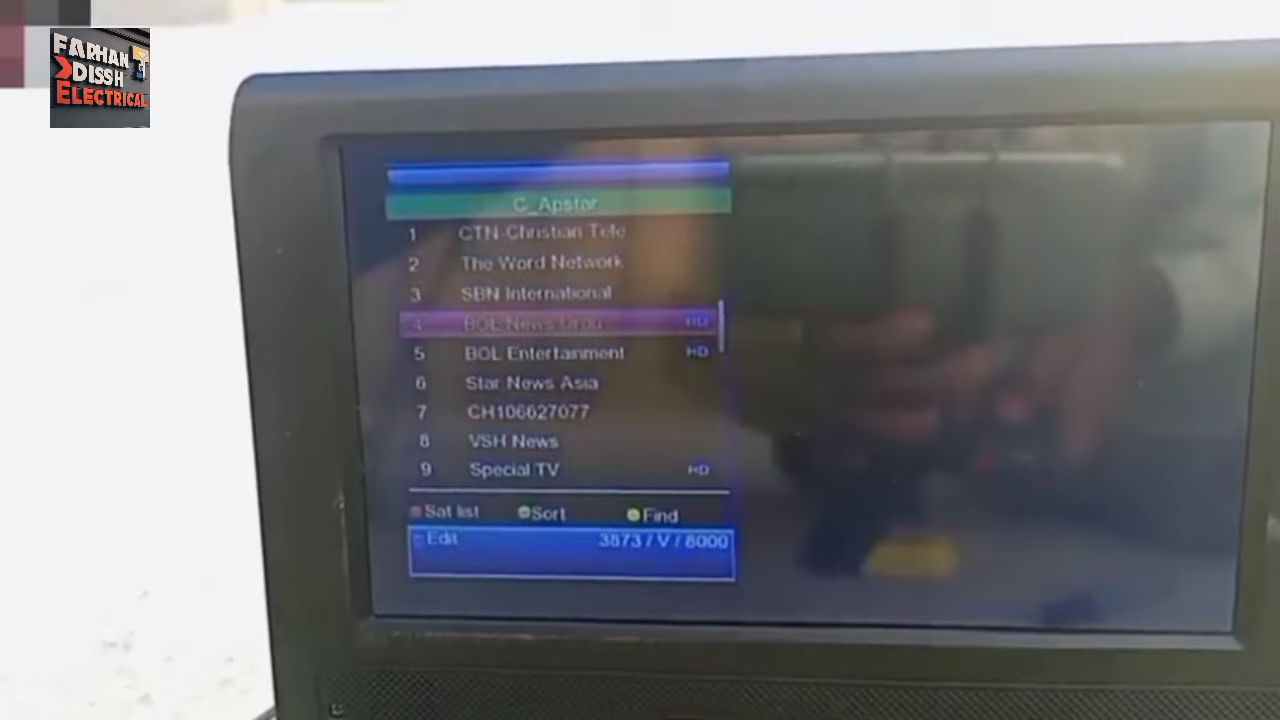 FARHAN
DISSH
ELECTRICAL
C_Apstar
1 CTN-Christian Tele
2 The Word Network
3 SBN International
4 BOL News Urdu HD
5 BOL Entertainment HD
6 Star News Asia
7 CH106627077
8 VSH News
9 Special TV HD
Sat list Sort Find
Edit 3873 / V / 8000